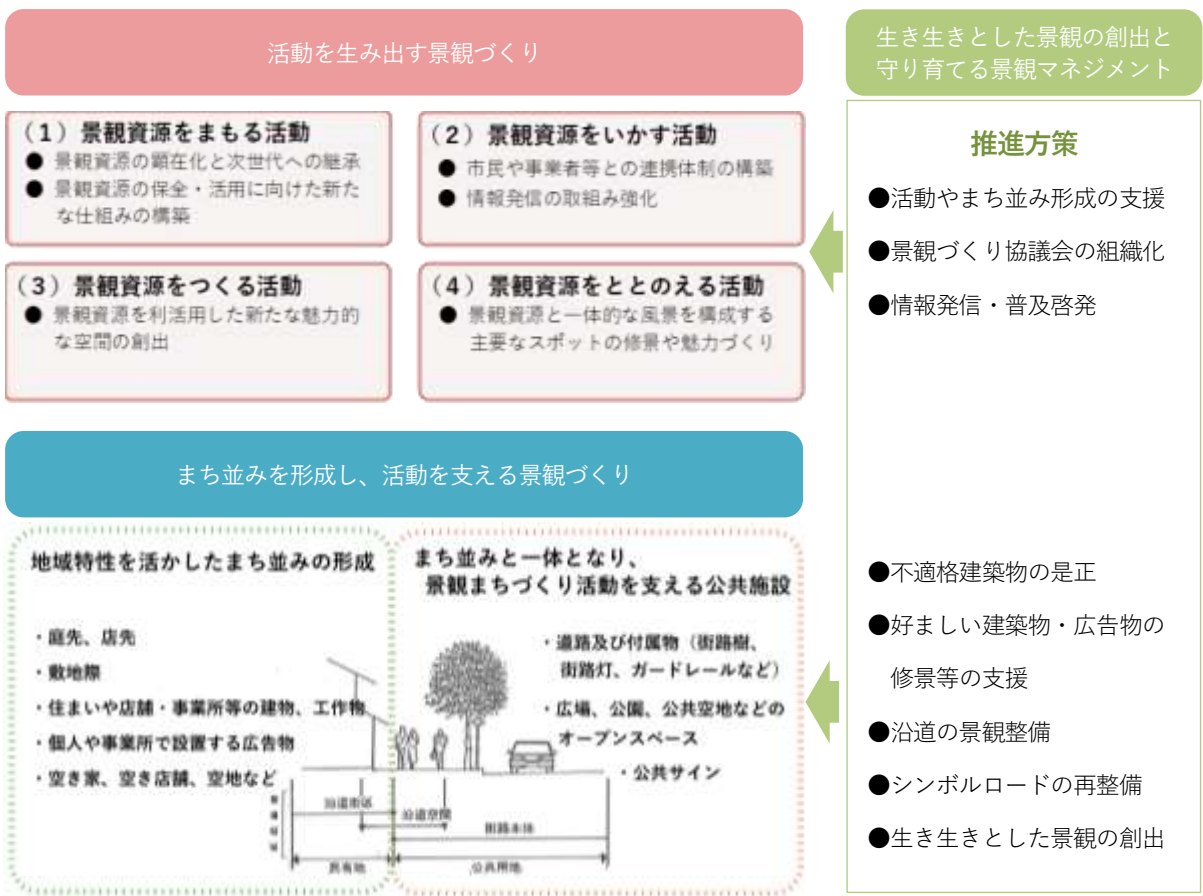 活動を生み出す景観づくり
(1)景観資源をまもる活動
● 景観資源の顕在化と次世代への継承
● 景観資源の保全・活用に向けた新た
な仕組みの構築
(2)景観資源をいかす活動
● 市民や事業者等との連携体制の構築
● 情報発信の取組み強化
(3)景観資源をつくる活動
● 景観資源を利活用した新たな魅力的
な空間の創出
(4)景観資源をととのえる活動
● 景観資源と一体的な風景を構成する
主要なスポットの修景や魅力づくり
まち並みを形成し、活動を支える景観づくり
地域特性を活かしたまち並みの形成
・庭先、店先
・敷地際
・住まいや店舗・事業所等の建物、工作物
・個人や事業所で設置する広告物
・空き家、空き店舗、空地など
まち並みと一体となり、
景観まちづくり活動を支える公共施設
・道路及び付属物(街路樹、
街路灯、ガードレールなど)
・広場、公園、公共空地などの
オープンスペース
・公共サイン
沿道街区
沿道空間
街路本体
民有地
公共用地
生き生きとした景観の創出と
守り育てる景観マネジメント
推進方策
●活動やまち並み形成の支援
●景観づくり協議会の組織化
●情報発信・普及啓発
●不適格建築物の是正
●好ましい建築物・広告物の
修景等の支援
●沿道の景観整備
●シンボルロードの再整備
●生き生きとした景観の創出